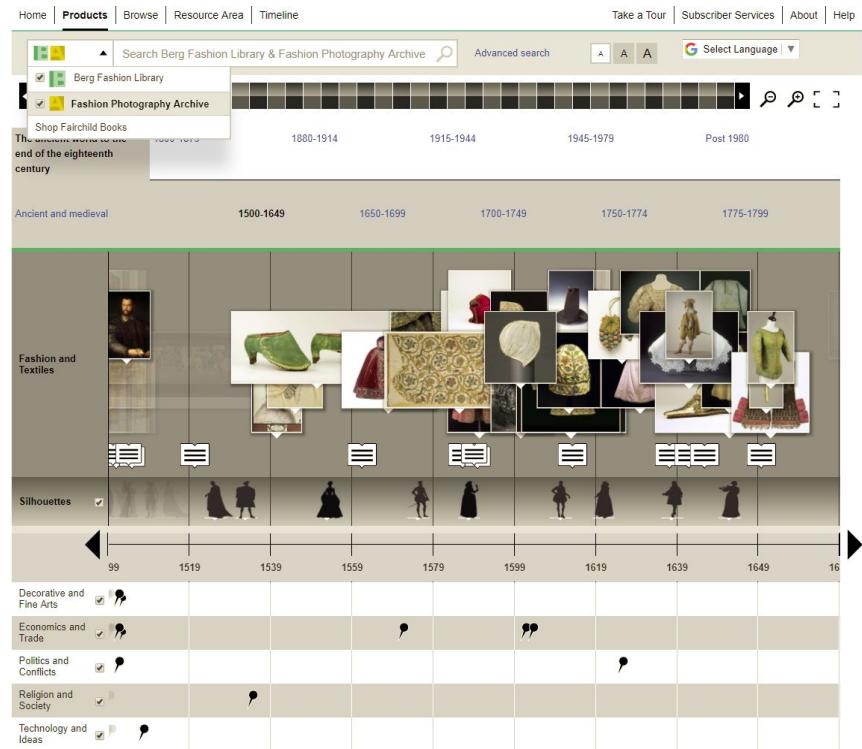 Home Products Browse Resource Area Timeline Take a Tour Subscriber Services About Help
Search Berg Fashion Library & Fashion Photography Archive Advanced search A A A Select Language
Berg Fashion Library
Fashion Photography Archive
Shop Fairchild Books
The ancient world to the
end of the eighteenth
century
1880-1914 1915-1944 1945-1979 Post 1980
Ancient and medieval 1500-1649 1650-1699 1700-1749 1750-1774 1775-1799
Fashion and
Textiles
Silhouettes
99 1519 1539 1559 1579 1599 1619 1639 1649 16
Decorative and
Fine Arts
Economics and
Trade
Politics and
Conflicts
Religion and
Society
Technology and
Ideas